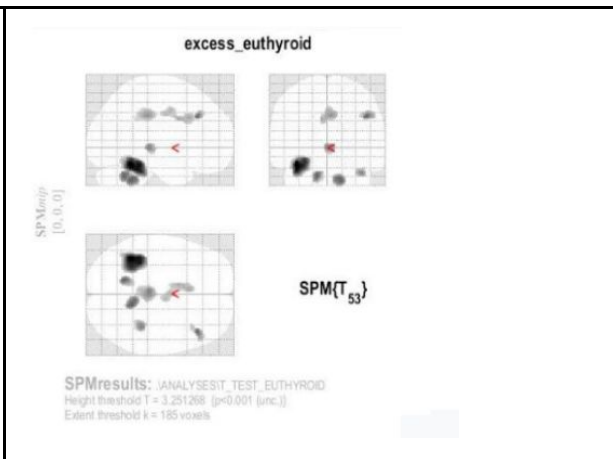 excess_euthyroid
SPMmip
[0, 0, 0]
<
<
<
SPM{T53}
SPMresults: .\ANALYSES\T_TEST_EUTHYROID
Height threshold T = 3.251268 {p<0.001 (unc.)}
Extent threshold k = 185 voxels